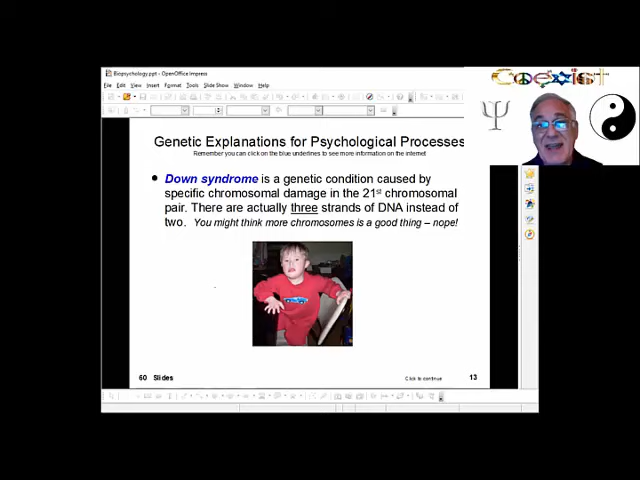 Biopsychology.ppt - OpenOffice Impress
File Edit View Insert Format Tools Slide Show Window Help
Coexist
Genetic Explanations for Psychological Processes
Remember you can click on the blue underlines to see more information on the internet
Down syndrome is a genetic condition caused by
specific chromosomal damage in the 21st chromosomal
pair. There are actually three strands of DNA instead of
two. You might think more chromosomes is a good thing – nope!
60 Slides
Click to continue
13